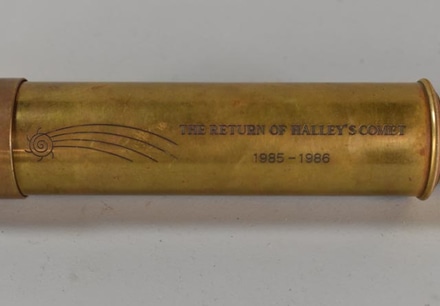 THE RETURN OF HALLEY'S COMET
1985 - 1986